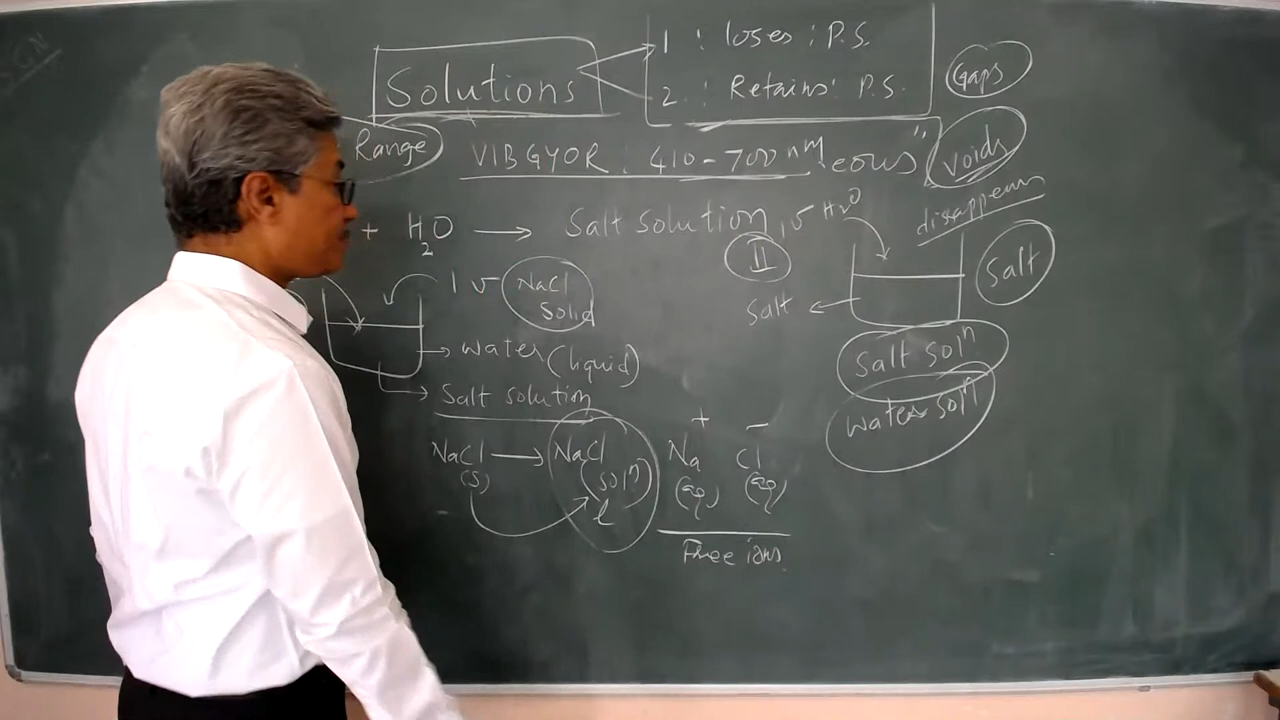 SGN
Solutions
1 : loses : P.S.
2. : Retains : P.S.
Gaps
Range
VIBGYOR : 410 - 700 nM
eous"
voids
disappears
+ H2O → Salt solution
H2O
II
Salt
Salt
1 NaCl
Solid
water (liquid)
Salt solution
Salt solⁿ
water solⁿ
NaCl → NaCl Na⁺ Cl⁻
(s) (solⁿ) (aq) (aq)
l
Free ions.